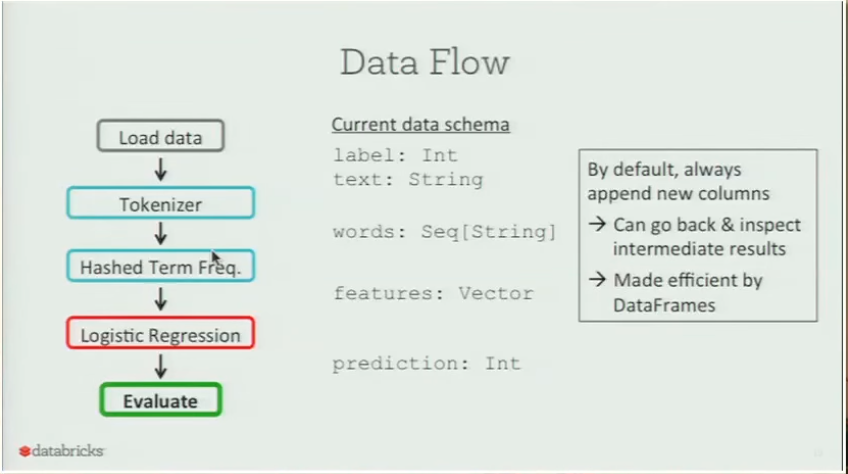 Data Flow
Load data
Tokenizer
Hashed Term Freq.
Logistic Regression
Evaluate
Current data schema
label: Int
text: String
words: Seq[String]
features: Vector
prediction: Int
By default, always
append new columns
→ Can go back & inspect
intermediate results
→ Made efficient by
DataFrames
databricks